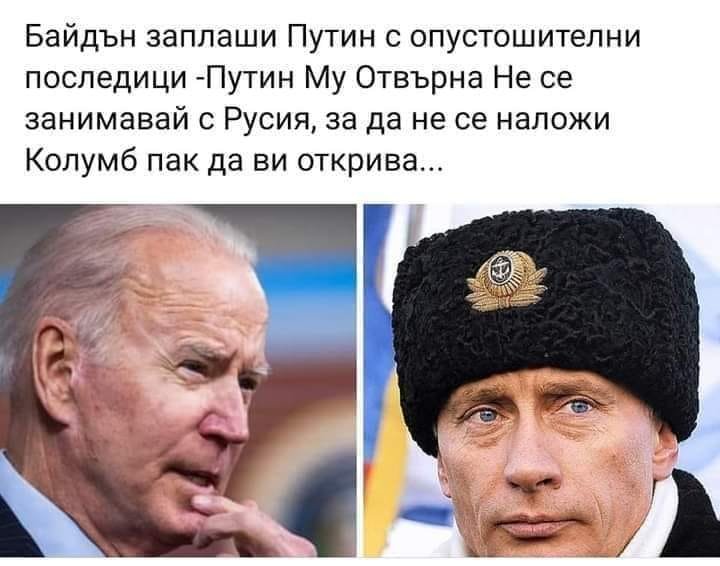 Байдън заплаши Путин с опустошителни
последици -Путин Му Отвърна Не се
занимавай с Русия, за да не се наложи
Колумб пак да ви открива...